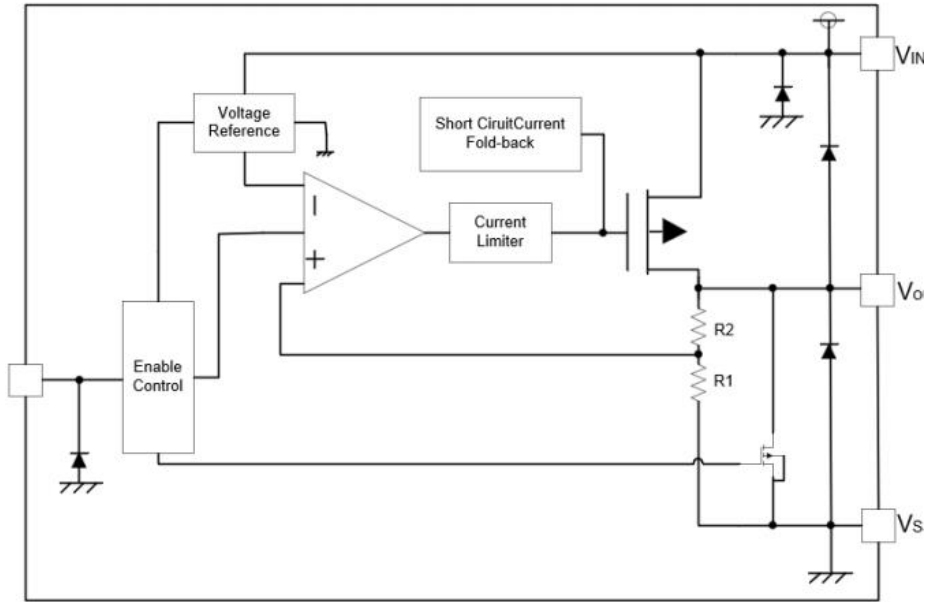 VIN
Voltage
Reference
Short CiruitCurrent
Fold-back
Current
Limiter
VO
R2
Enable
Control
R1
VS